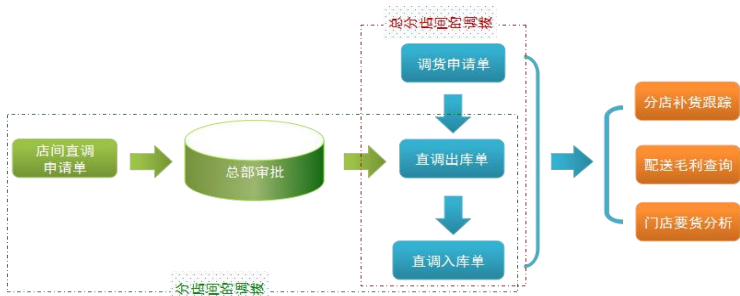 总分店间的调拨
调货申请单
分店补货跟踪
店间直调
申请单
总部审批
直调出库单
配送毛利查询
门店要货分析
直调入库单
分店间的调拨